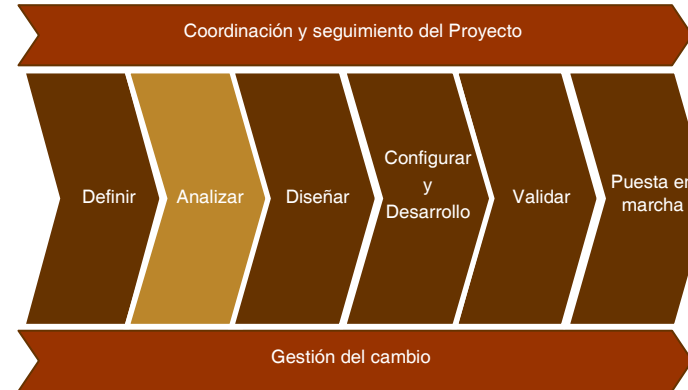 Coordinación y seguimiento del Proyecto
Definir
Analizar
Diseñar
Configurar
y
Desarrollo
Validar
Puesta en
marcha
Gestión del cambio